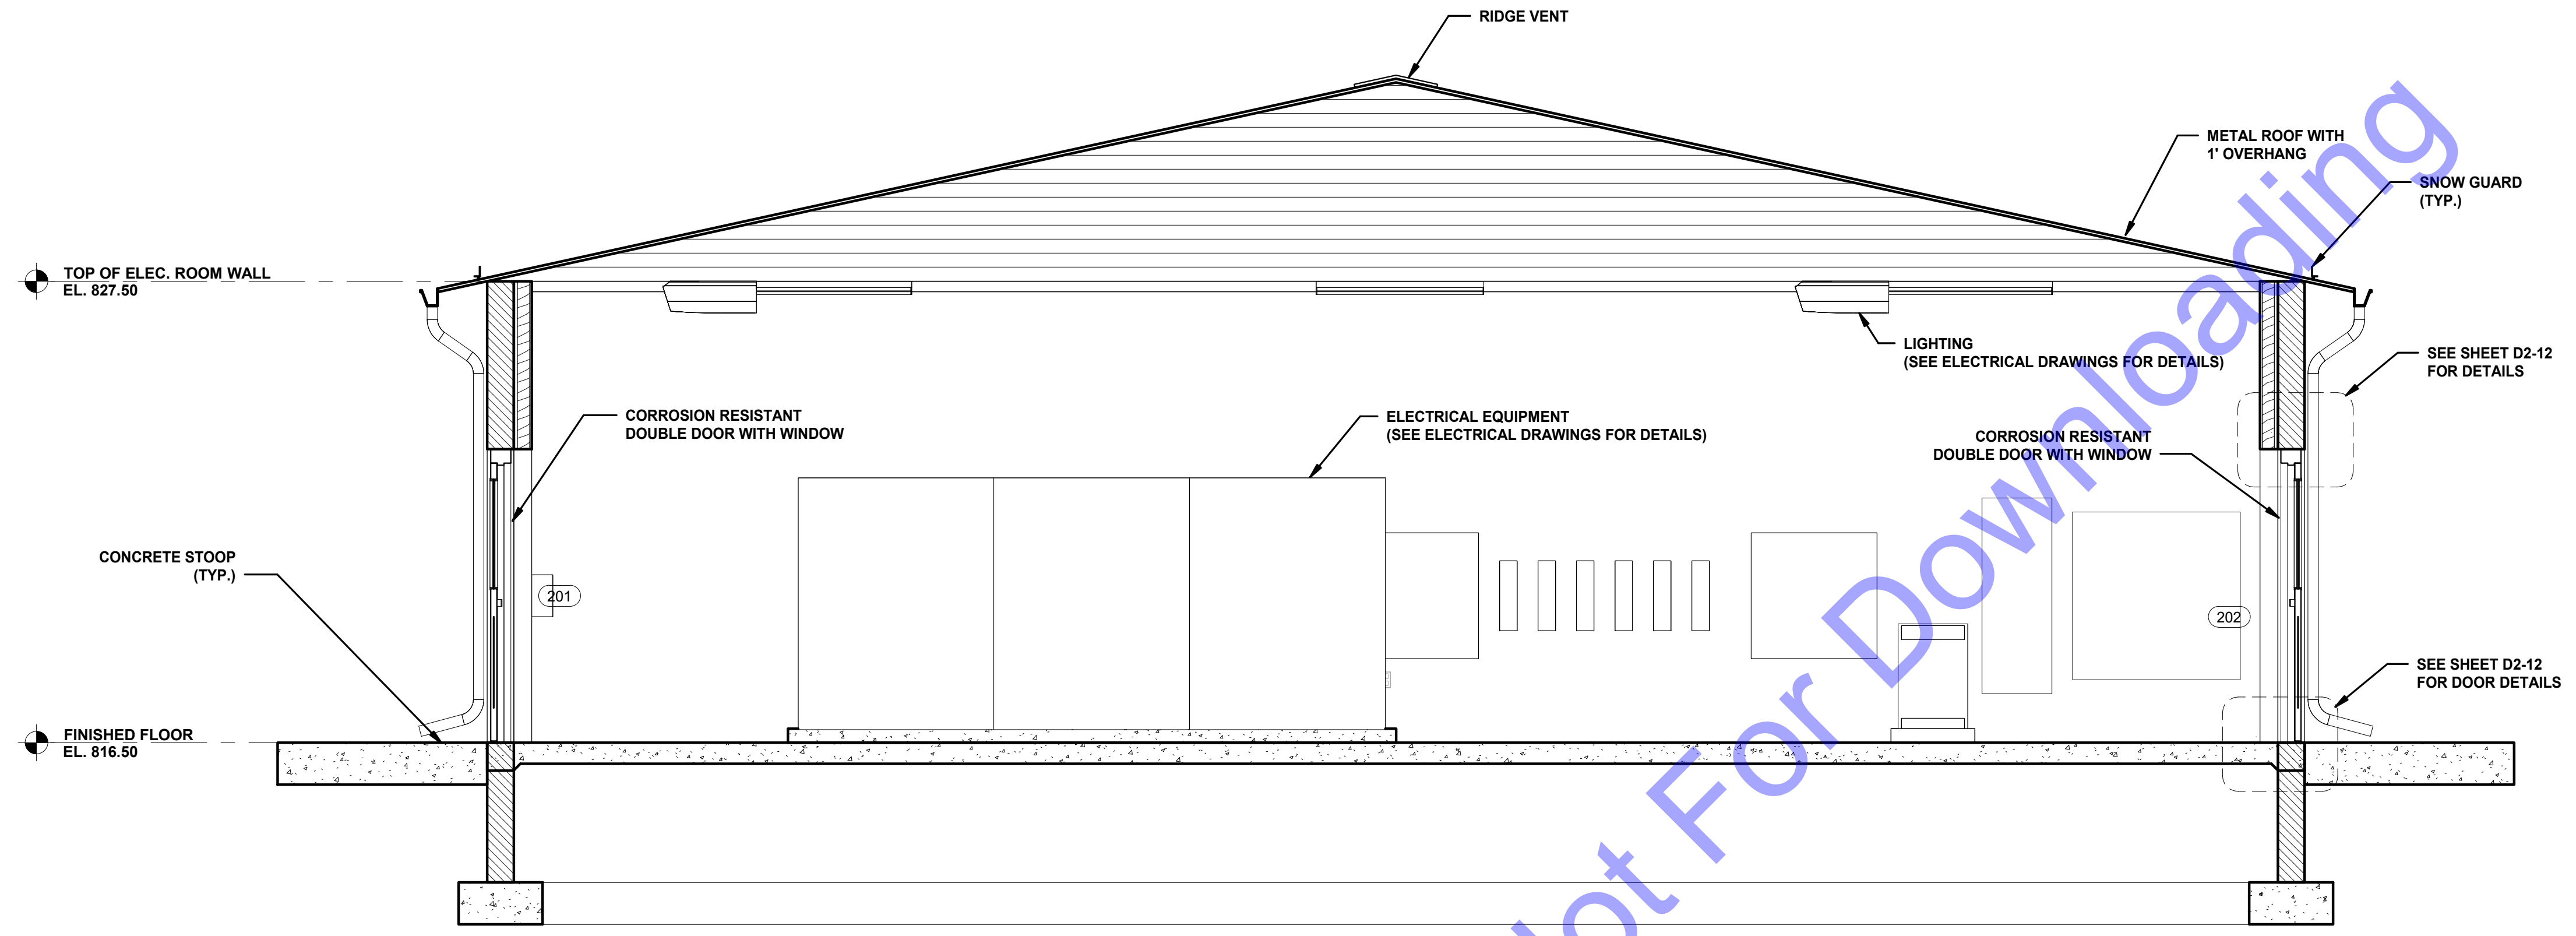 RIDGE VENT
METAL ROOF WITH
1' OVERHANG
SNOW GUARD
(TYP.)
TOP OF ELEC. ROOM WALL
EL. 827.50
LIGHTING
(SEE ELECTRICAL DRAWINGS FOR DETAILS)
SEE SHEET D2-12
FOR DETAILS
CORROSION RESISTANT
DOUBLE DOOR WITH WINDOW
ELECTRICAL EQUIPMENT
(SEE ELECTRICAL DRAWINGS FOR DETAILS)
CORROSION RESISTANT
DOUBLE DOOR WITH WINDOW
CONCRETE STOOP
(TYP.)
201
202
SEE SHEET D2-12
FOR DOOR DETAILS
FINISHED FLOOR
EL. 816.50
Not For Downloading